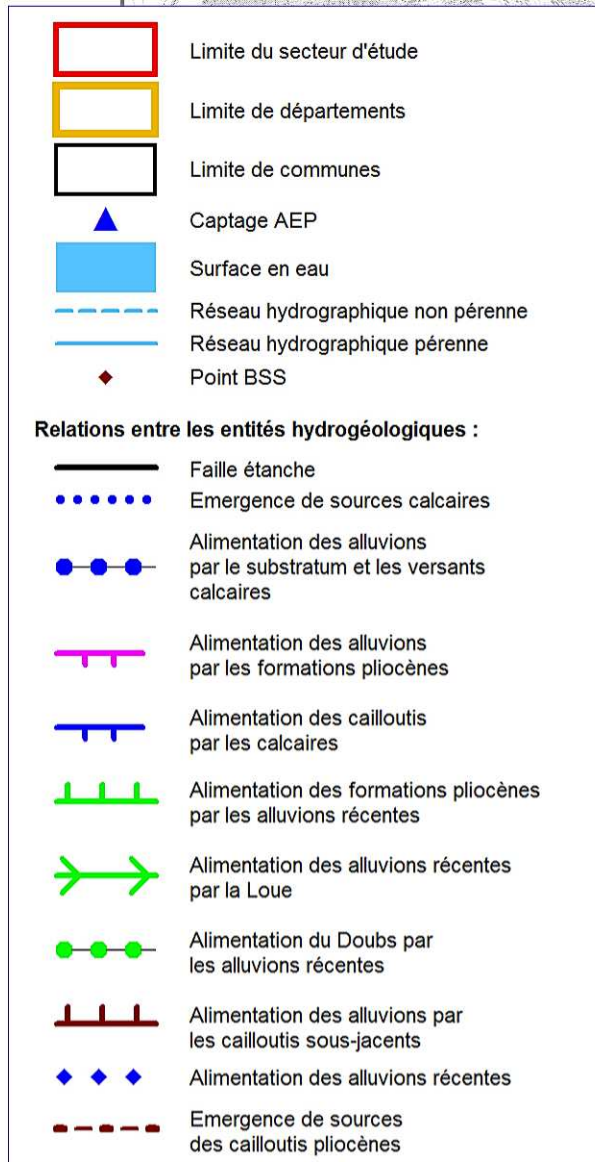 Limite du secteur d'étude
Limite de départements
Limite de communes
Captage AEP
Surface en eau
Réseau hydrographique non pérenne
Réseau hydrographique pérenne
Point BSS
Relations entre les entités hydrogéologiques :
Faille étanche
Emergence de sources calcaires
Alimentation des alluvions
par le substratum et les versants
calcaires
Alimentation des alluvions
par les formations pliocènes
Alimentation des cailloutis
par les calcaires
Alimentation des formations pliocènes
par les alluvions récentes
Alimentation des alluvions récentes
par la Loue
Alimentation du Doubs par
les alluvions récentes
Alimentation des alluvions par
les cailloutis sous-jacents
Alimentation des alluvions récentes
Emergence de sources
des cailloutis pliocènes